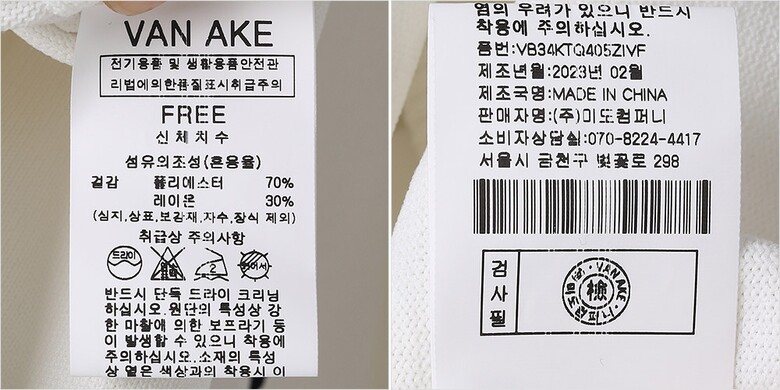 VAN AKE
전기용품 및 생활용품안전관
리법에의한품질표시취급주의
FREE
신체치수
섬유의조성(혼용율)
겉감 폴리에스터 70%
레이온 30%
(심지,상표,보강재,자수,장식 제외)
취급상 주의사항
드라이
2
반드시 단독 드라이 크리닝
하십시오.원단의 특성상 강
한 마찰에 의한 보프라기 등
이 발생할 수 있으니 착용에
주의하십시오.소재의 특성
상 옅은 색상과의 착용시 이
염의 우려가 있으니 반드시
착용에 주의하십시오.
품번:VB34KTQ405ZIVF
제조년월:2023년 02월
제조국명:MADE IN CHINA
판매자명:(주)미도컴퍼니
소비자상담실:070-8224-4417
서울시 금천구 벚꽃로 298
검사필
VAN AKE
檢